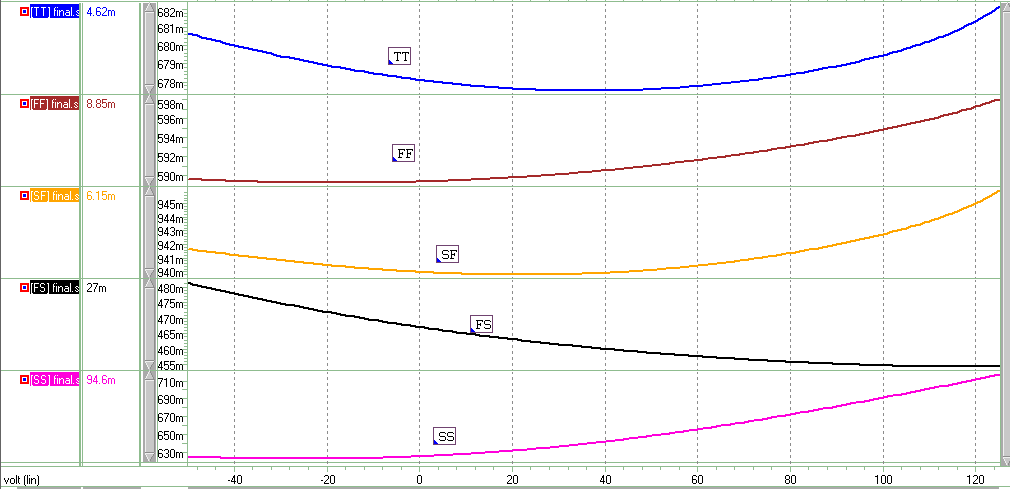 [TT] final.s 4.62m
682m
681m
680m
679m
678m
TT
[FF] final.s 8.85m
598m
596m
594m
592m
590m
FF
[SF] final.s 6.15m
945m
944m
943m
942m
941m
940m
SF
[FS] final.s 27m
480m
475m
470m
465m
460m
455m
FS
[SS] final.s 94.6m
710m
690m
670m
650m
630m
SS
volt (lin) -40 -20 0 20 40 60 80 100 120